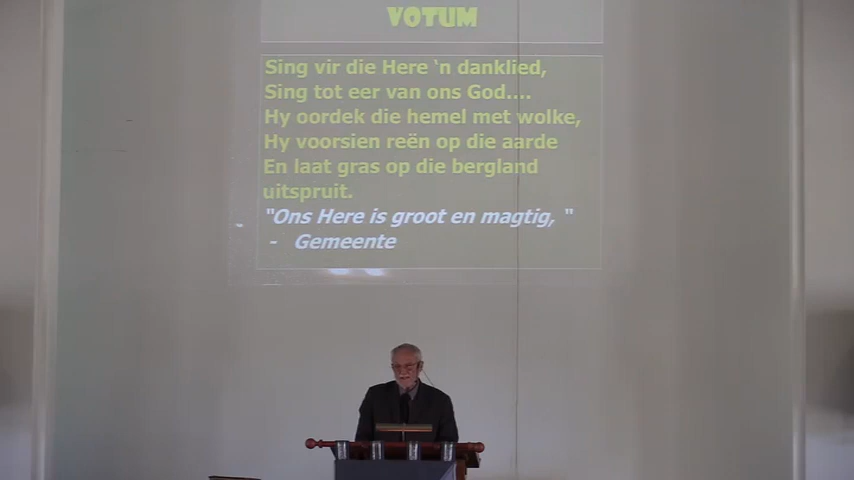 VOTUM
Sing vir die Here 'n danklied,
Sing tot eer van ons God....
Hy oordek die hemel met wolke,
Hy voorsien reën op die aarde
En laat gras op die bergland
uitspruit.
"Ons Here is groot en magtig, "
- Gemeente